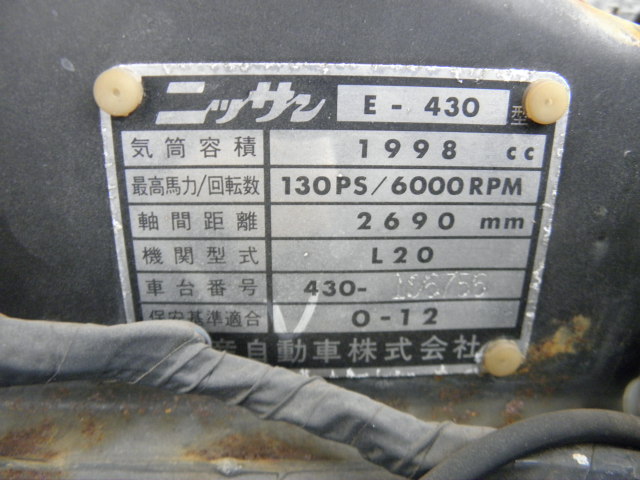 ニッサン E-430 型
気筒容積 1998 cc
最高馬力/回転数 130PS/6000RPM
軸間距離 2690 mm
機関型式 L20
車台番号 430-
保安基準適合 0-12
産自動車株式会社